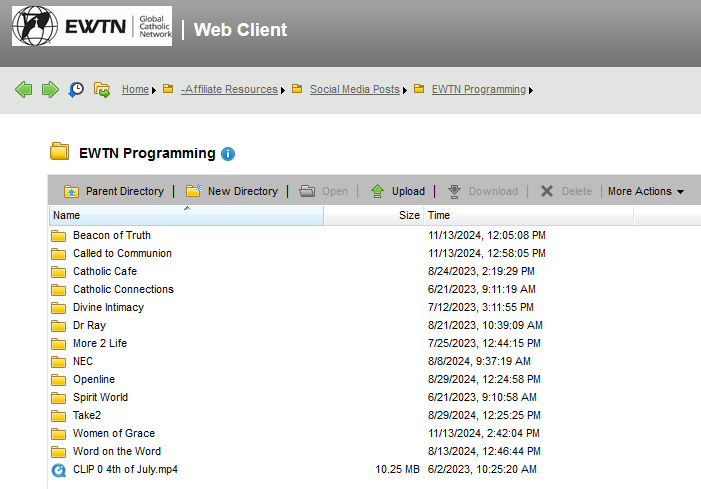 EWTN Global Catholic Network Web Client
Home -Affiliate Resources Social Media Posts EWTN Programming
EWTN Programming
Parent Directory | New Directory | Open | Upload | Download | Delete | More Actions
Name Size Time
Beacon of Truth 11/13/2024, 12:05:08 PM
Called to Communion 11/13/2024, 12:58:05 PM
Catholic Cafe 8/24/2023, 2:19:29 PM
Catholic Connections 6/21/2023, 9:11:19 AM
Divine Intimacy 7/12/2023, 3:11:55 PM
Dr Ray 8/21/2023, 10:39:09 AM
More 2 Life 7/25/2023, 12:44:15 PM
NEC 8/8/2024, 9:37:19 AM
Openline 8/29/2024, 12:24:58 PM
Spirit World 6/21/2023, 9:10:58 AM
Take2 8/29/2024, 12:25:25 PM
Women of Grace 11/13/2024, 2:42:04 PM
Word on the Word 8/13/2024, 12:46:44 PM
CLIP 0 4th of July.mp4 10.25 MB 6/2/2023, 10:25:20 AM